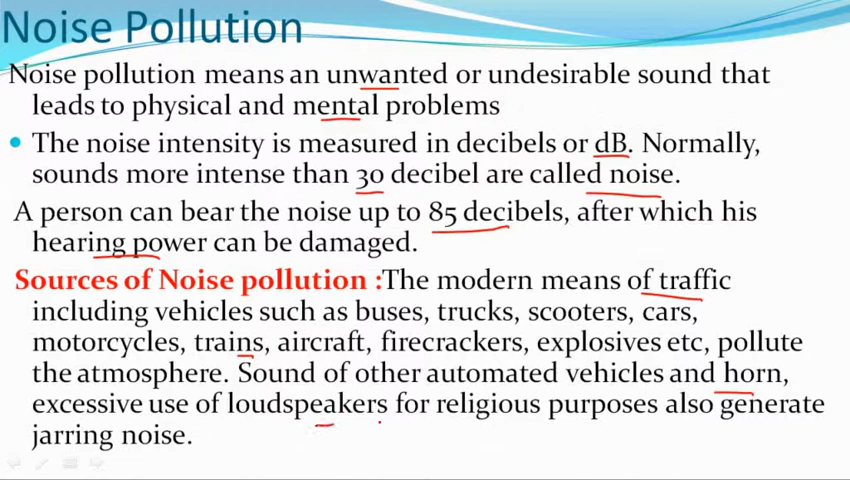 Noise Pollution
Noise pollution means an unwanted or undesirable sound that
leads to physical and mental problems
• The noise intensity is measured in decibels or dB. Normally,
sounds more intense than 30 decibel are called noise.
A person can bear the noise up to 85 decibels, after which his
hearing power can be damaged.
Sources of Noise pollution :The modern means of traffic
including vehicles such as buses, trucks, scooters, cars,
motorcycles, trains, aircraft, firecrackers, explosives etc, pollute
the atmosphere. Sound of other automated vehicles and horn,
excessive use of loudspeakers for religious purposes also generate
jarring noise.